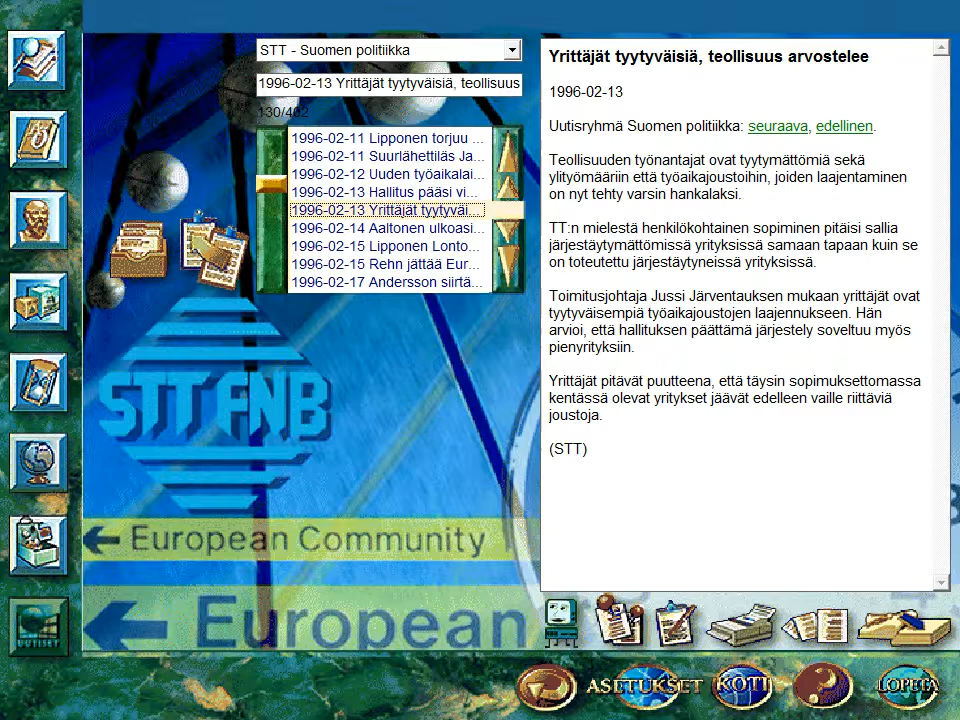 STT - Suomen politiikka
1996-02-13 Yrittäjät tyytyväisiä, teollisuus
130/402
1996-02-11 Lipponen torjuu ...
1996-02-11 Suurlähettiläs Ja...
1996-02-12 Uuden työaikalai...
1996-02-13 Hallitus pääsi vi...
1996-02-13 Yrittäjät tyytyväi...
1996-02-14 Aaltonen ulkoasi...
1996-02-15 Lipponen Lonto...
1996-02-15 Rehn jättää Eur...
1996-02-17 Andersson siirtä...
STT FNB
European Community
European
UUTISET
Yrittäjät tyytyväisiä, teollisuus arvostelee
1996-02-13
Uutisryhmä Suomen politiikka: seuraava, edellinen.
Teollisuuden työnantajat ovat tyytymättömiä sekä
ylityömääriin että työaikajoustoihin, joiden laajentaminen
on nyt tehty varsin hankalaksi.
TT:n mielestä henkilökohtainen sopiminen pitäisi sallia
järjestäytymättömissä yrityksissä samaan tapaan kuin se
on toteutettu järjestäytyneissä yrityksissä.
Toimitusjohtaja Jussi Järventauksen mukaan yrittäjät ovat
tyytyväisempiä työaikajoustojen laajennukseen. Hän
arvioi, että hallituksen päättämä järjestely soveltuu myös
pienyrityksiin.
Yrittäjät pitävät puutteena, että täysin sopimuksettomassa
kentässä olevat yritykset jäävät edelleen vaille riittäviä
joustoja.
(STT)
ASETUKSET
KOTI
LOPETA